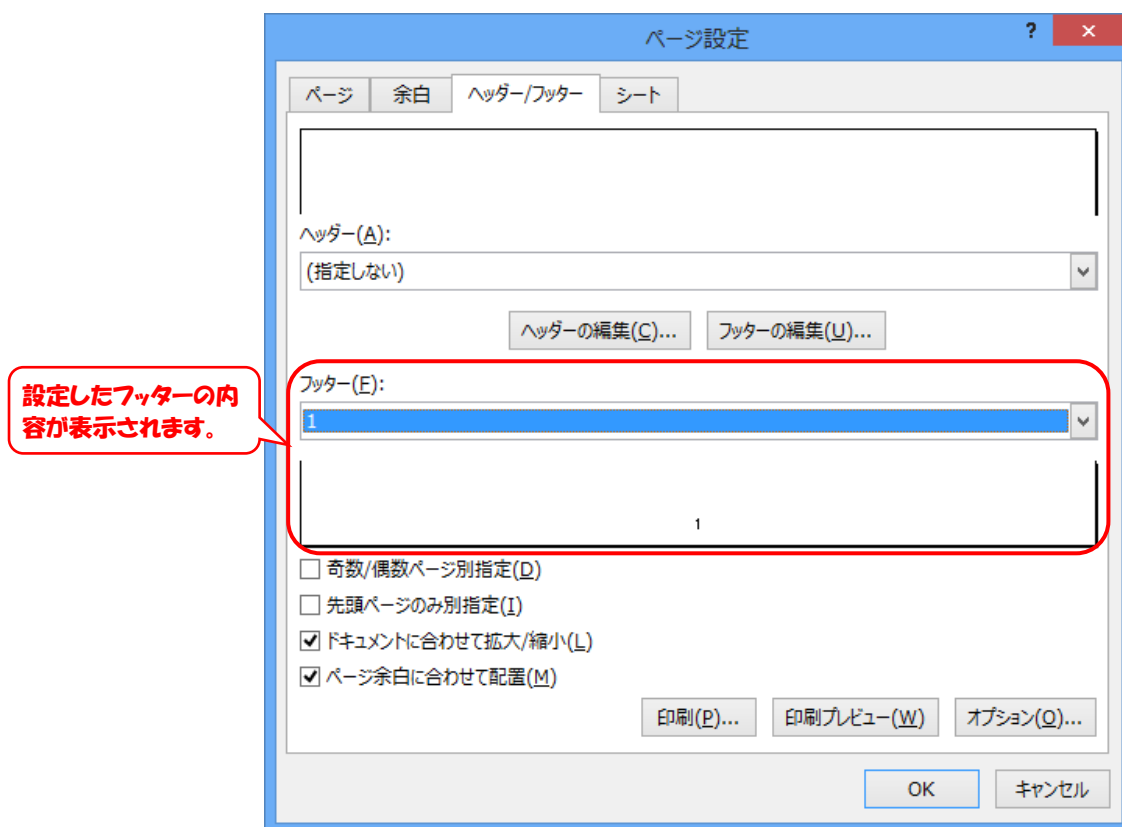 ページ設定
?
×
ページ
余白
ヘッダー/フッター
シート
ヘッダー(A):
(指定しない)
ヘッダーの編集(C)...
フッターの編集(U)...
設定したフッターの内
容が表示されます。
フッター(F):
1
1
奇数/偶数ページ別指定(D)
先頭ページのみ別指定(I)
ドキュメントに合わせて拡大/縮小(L)
ページ余白に合わせて配置(M)
印刷(P)...
印刷プレビュー(W)
オプション(O)...
OK
キャンセル